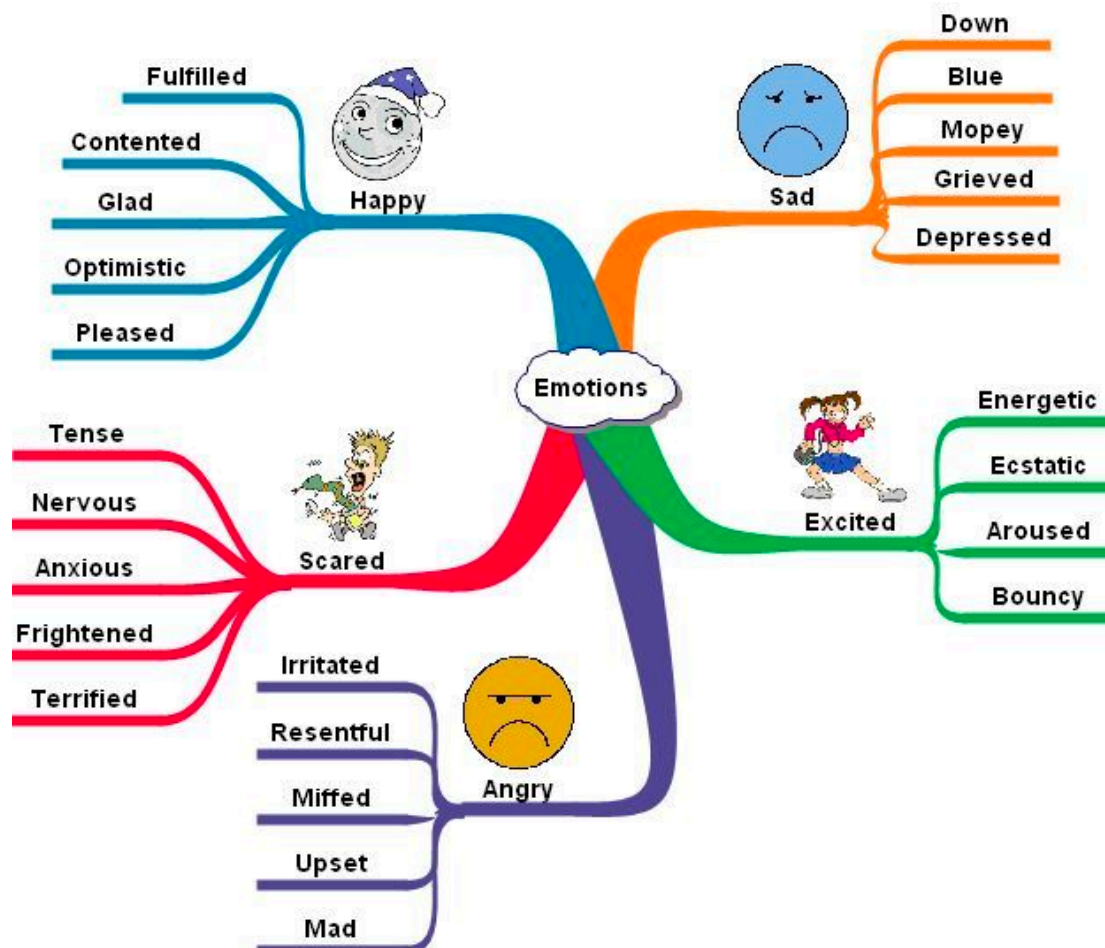 Emotions
Happy
Fulfilled
Contented
Glad
Optimistic
Pleased
Sad
Down
Blue
Mopey
Grieved
Depressed
Excited
Energetic
Ecstatic
Aroused
Bouncy
Scared
Tense
Nervous
Anxious
Frightened
Terrified
Angry
Irritated
Resentful
Miffed
Upset
Mad